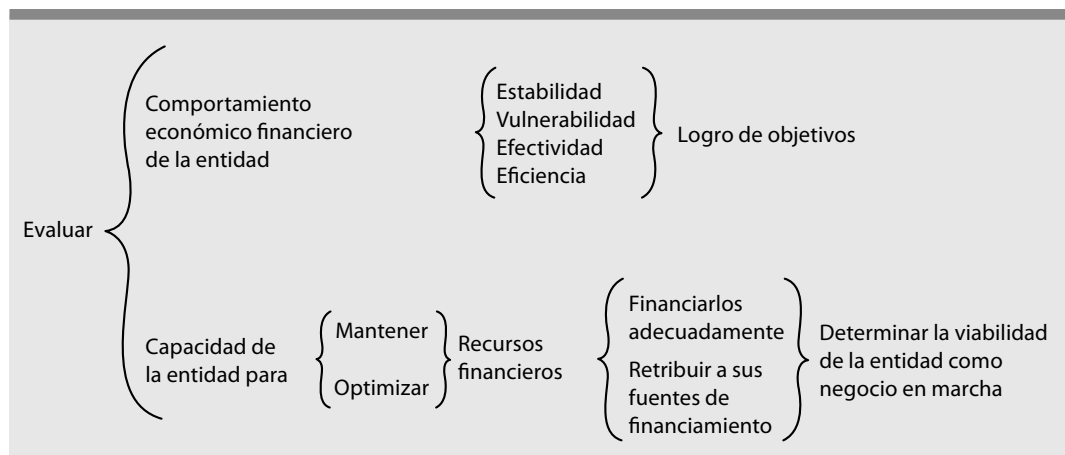 Evaluar
Comportamiento
económico financiero
de la entidad
Estabilidad
Vulnerabilidad
Efectividad
Eficiencia
Logro de objetivos
Capacidad de
la entidad para
Mantener
Optimizar
Recursos
financieros
Financiarlos
adecuadamente
Retribuir a sus
fuentes de
financiamiento
Determinar la viabilidad
de la entidad como
negocio en marcha